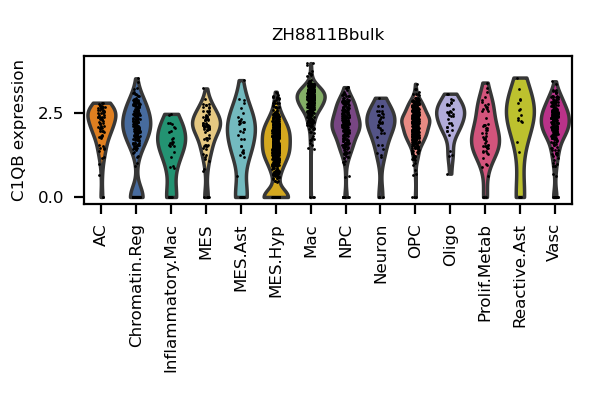 ZH8811Bbulk
C1QB expression
2.5
0.0
AC
Chromatin.Reg
Inflammatory.Mac
MES
MES.Ast
MES.Hyp
Mac
NPC
Neuron
OPC
Oligo
Prolif.Metab
Reactive.Ast
Vasc